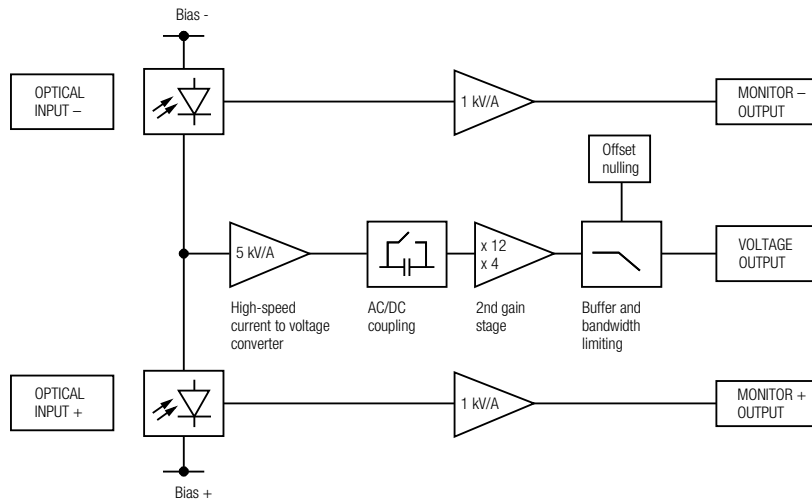 Bias -
OPTICAL
INPUT –
1 kV/A
MONITOR –
OUTPUT
Offset
nulling
5 kV/A
x 12
x 4
VOLTAGE
OUTPUT
High-speed
current to voltage
converter
AC/DC
coupling
2nd gain
stage
Buffer and
bandwidth
limiting
OPTICAL
INPUT +
1 kV/A
MONITOR +
OUTPUT
Bias +